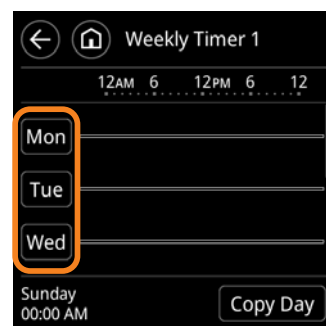 Weekly Timer 1
12AM 6 12PM 6 12
Mon
Tue
Wed
Sunday
00:00 AM
Copy Day